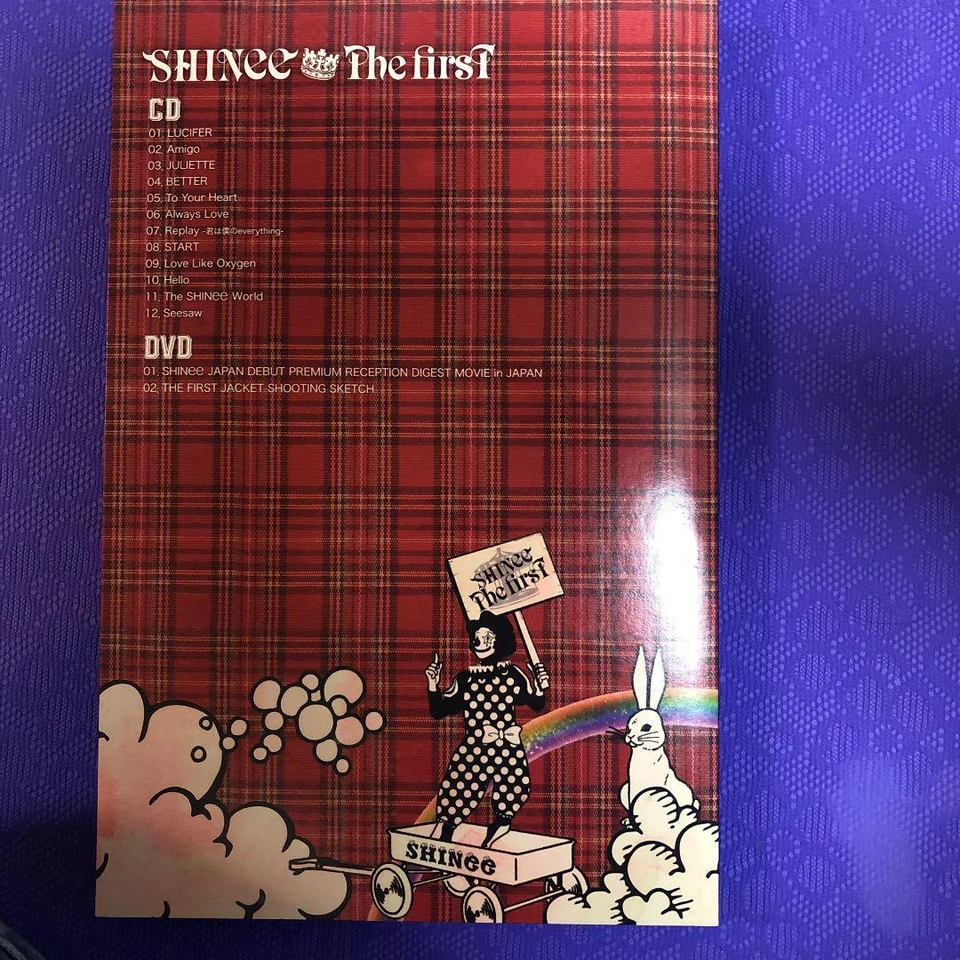 SHINee The first
CD
01. LUCIFER
02. Amigo
03. JULIETTE
04. BETTER
05. To Your Heart
06. Always Love
07. Replay -君は僕のeverything-
08. START
09. Love Like Oxygen
10. Hello
11. The SHINee World
12. Seesaw
DVD
01. SHINee JAPAN DEBUT PREMIUM RECEPTION DIGEST MOVIE in JAPAN
02. THE FIRST JACKET SHOOTING SKETCH
SHINee
The first
SHINee